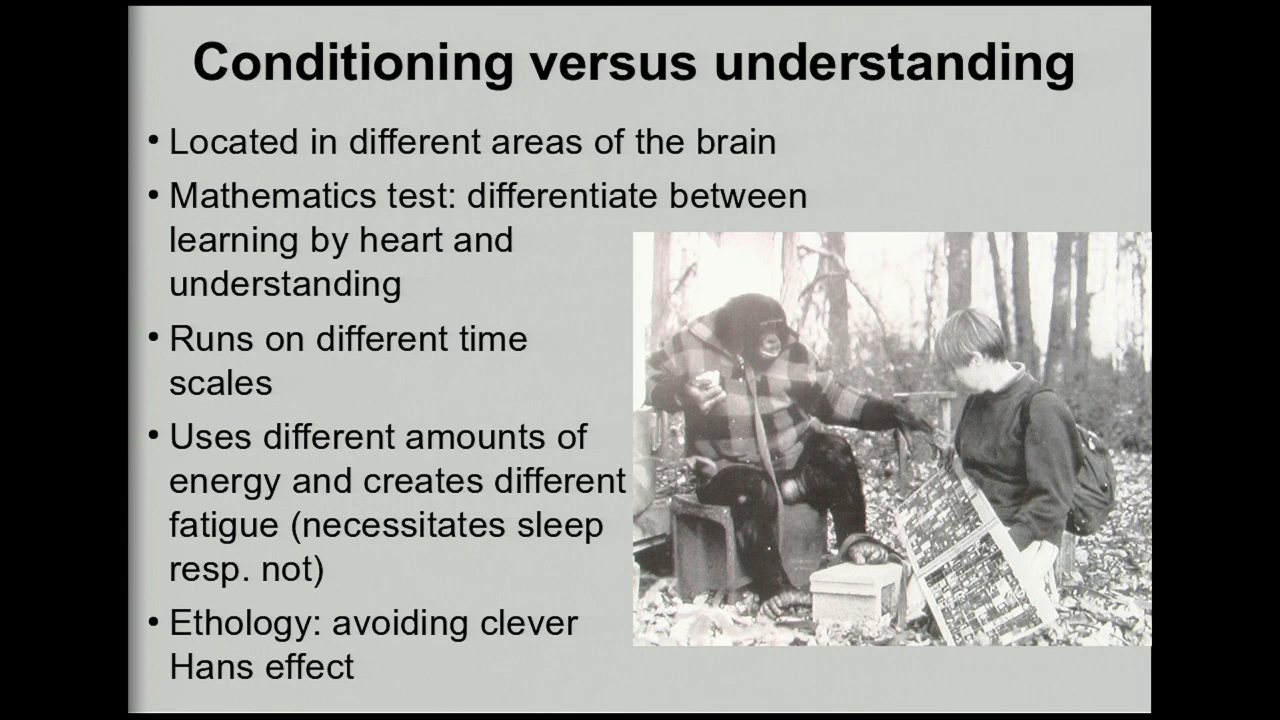 Conditioning versus understanding
• Located in different areas of the brain
• Mathematics test: differentiate between
learning by heart and
understanding
• Runs on different time
scales
• Uses different amounts of
energy and creates different
fatigue (necessitates sleep
resp. not)
• Ethology: avoiding clever
Hans effect